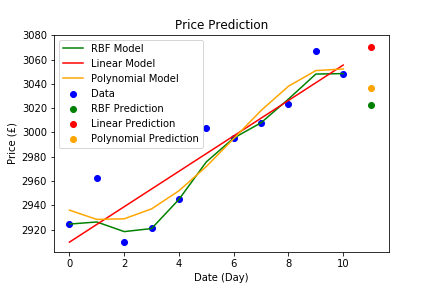 Price Prediction
3080
3060
3040
3020
3000
2980
2960
2940
2920
Price (£)
RBF Model
Linear Model
Polynomial Model
Data
RBF Prediction
Linear Prediction
Polynomial Prediction
0 2 4 6 8 10
Date (Day)